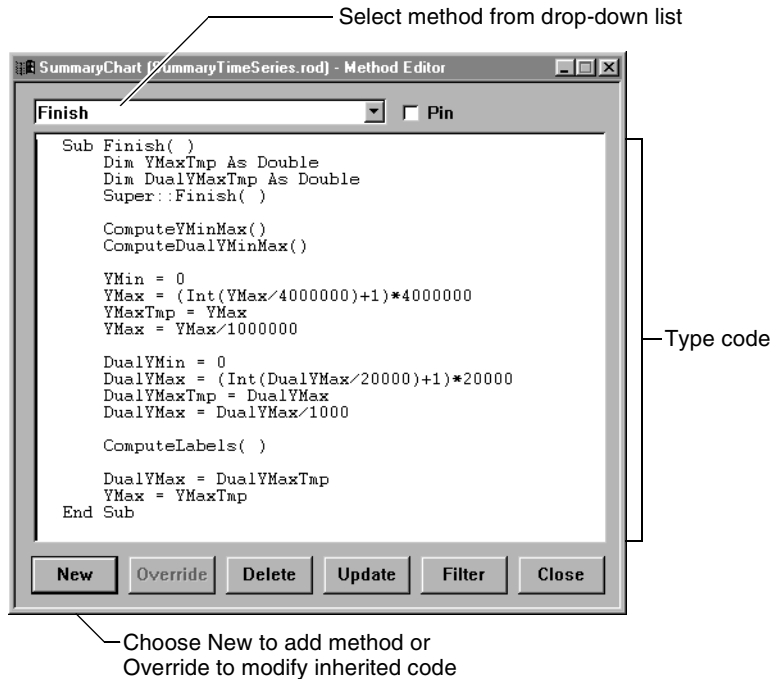 Select method from drop-down list
SummaryChart (SummaryTimeSeries.rod) - Method Editor
Finish
Pin
Sub Finish( )
Dim YMaxTmp As Double
Dim DualYMaxTmp As Double
Super::Finish( )
ComputeYMinMax()
ComputeDualYMinMax()
YMin = 0
YMax = (Int(YMax/4000000)+1)*4000000
YMaxTmp = YMax
YMax = YMax/1000000
DualYMin = 0
DualYMax = (Int(DualYMax/20000)+1)*20000
DualYMaxTmp = DualYMax
DualYMax = DualYMax/1000
ComputeLabels( )
DualYMax = DualYMaxTmp
YMax = YMaxTmp
End Sub
Type code
New Override Delete Update Filter Close
Choose New to add method or
Override to modify inherited code